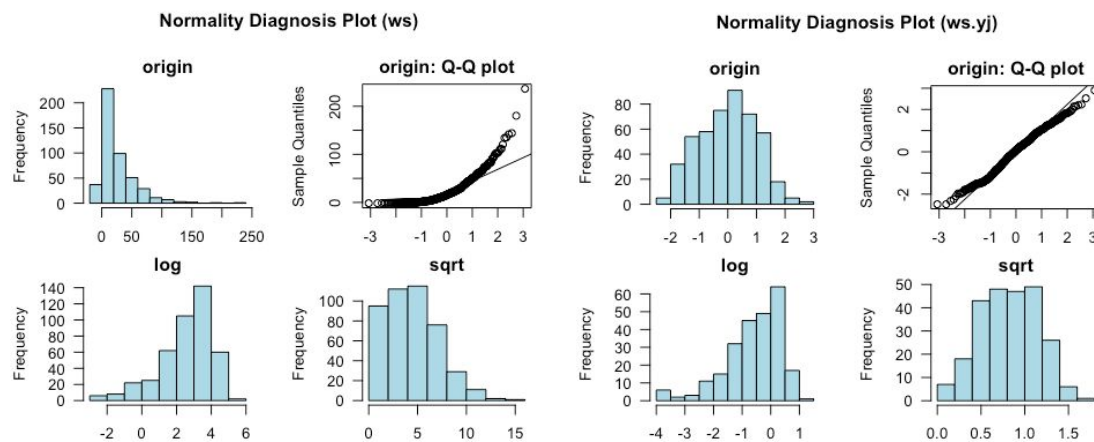 Normality Diagnosis Plot (ws)
origin
Frequency
200
150
100
50
0
0 50 150 250
origin: Q-Q plot
Sample Quantiles
200
100
0
-3 -2 -1 0 1 2 3
log
Frequency
140
120
100
80
60
40
20
0
-2 0 2 4 6
sqrt
Frequency
100
80
60
40
20
0
0 5 10 15
Normality Diagnosis Plot (ws.yj)
origin
Frequency
80
60
40
20
0
-2 -1 0 1 2 3
origin: Q-Q plot
Sample Quantiles
2
0
-2
-3 -2 -1 0 1 2 3
log
Frequency
60
50
40
30
20
10
0
-4 -3 -2 -1 0 1
sqrt
Frequency
50
40
30
20
10
0
0.0 0.5 1.0 1.5